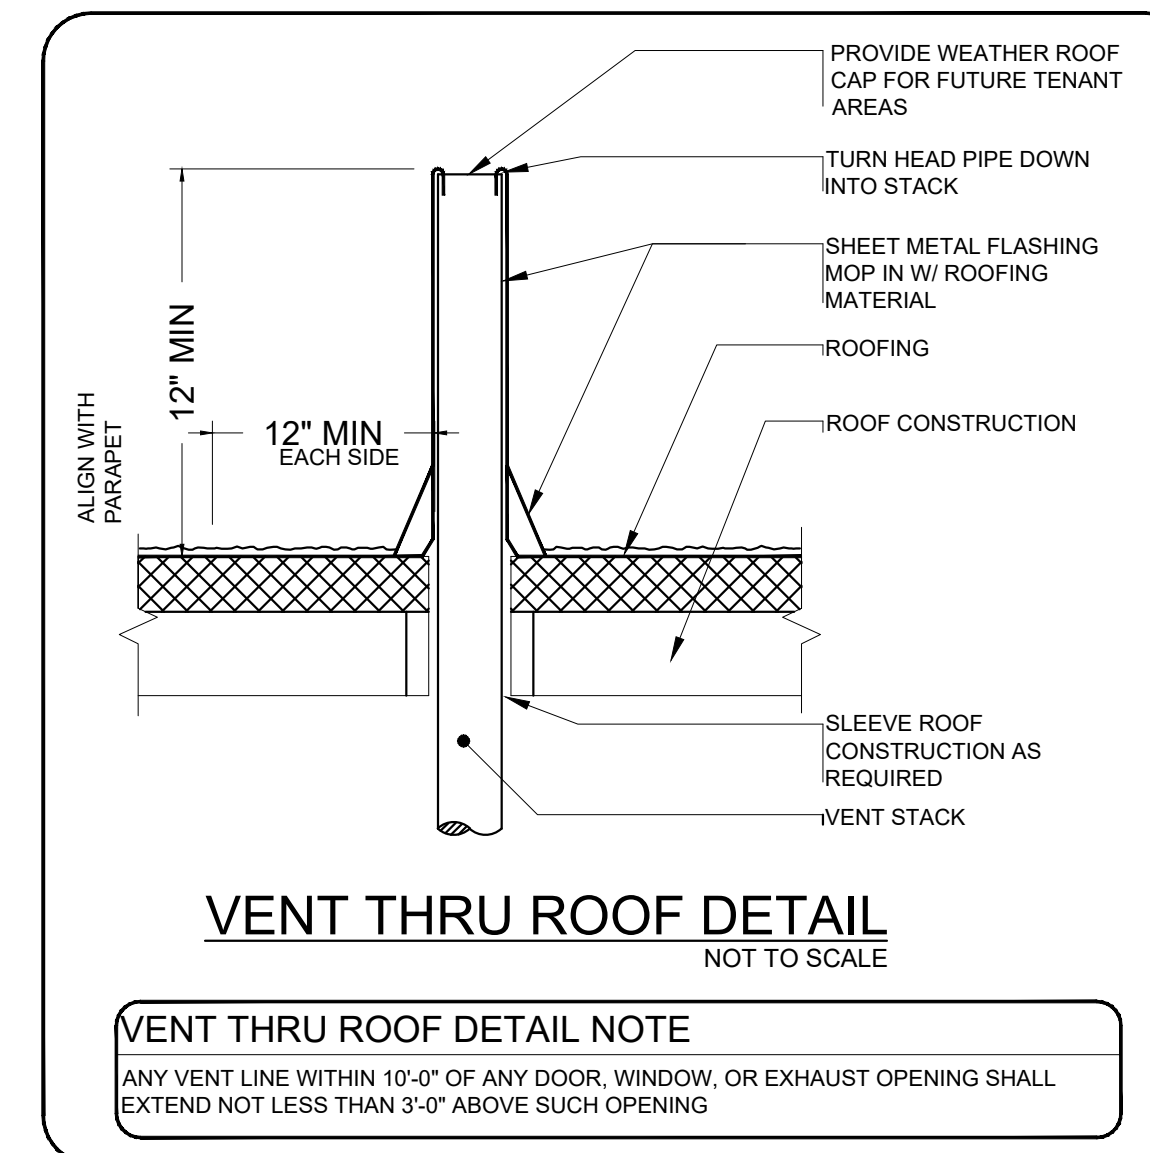 PROVIDE WEATHER ROOF
CAP FOR FUTURE TENANT
AREAS
TURN HEAD PIPE DOWN
INTO STACK
SHEET METAL FLASHING
MOP IN W/ ROOFING
MATERIAL
ROOFING
ROOF CONSTRUCTION
12" MIN
ALIGN WITH
PARAPET
12" MIN
EACH SIDE
SLEEVE ROOF
CONSTRUCTION AS
REQUIRED
VENT STACK
VENT THRU ROOF DETAIL
NOT TO SCALE
VENT THRU ROOF DETAIL NOTE
ANY VENT LINE WITHIN 10'-0" OF ANY DOOR, WINDOW, OR EXHAUST OPENING SHALL
EXTEND NOT LESS THAN 3'-0" ABOVE SUCH OPENING